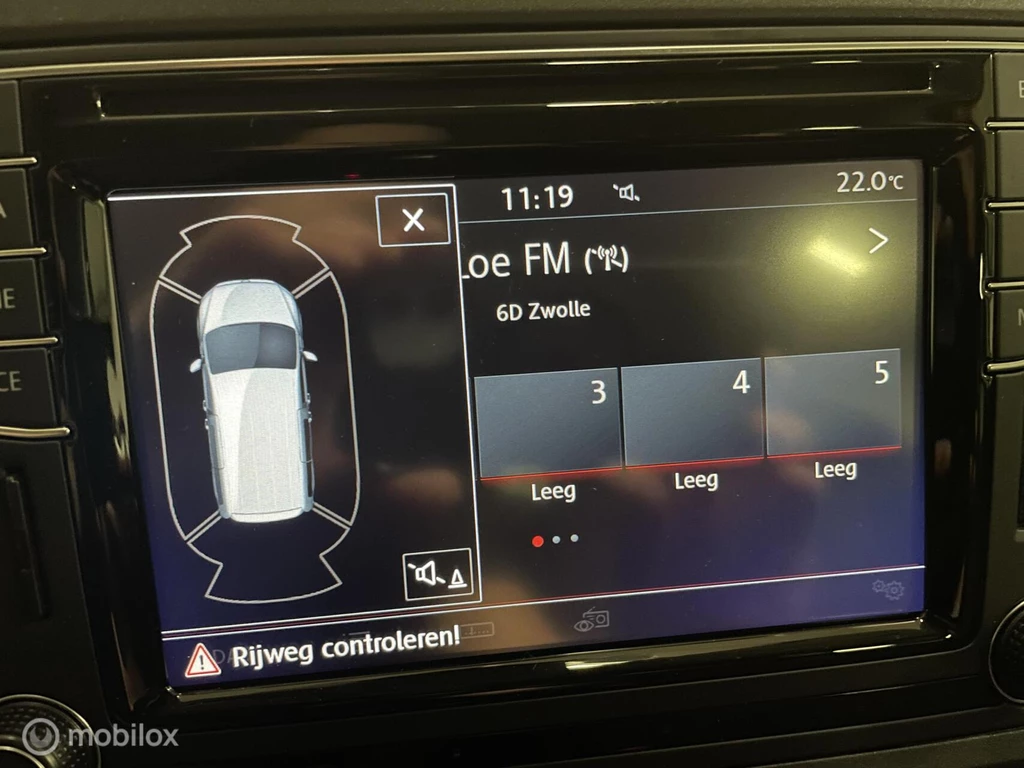 11:19
22.0°C
Loe FM
6D Zwolle
3
4
5
Leeg
Leeg
Leeg
Rijweg controleren!
mobilox